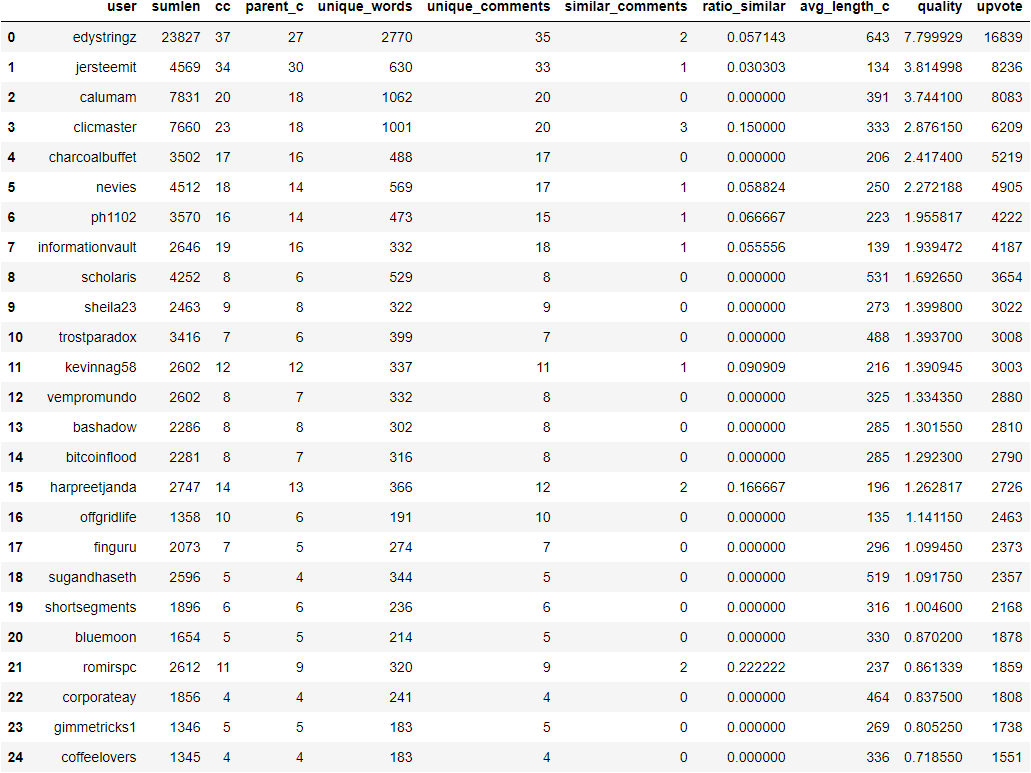 user sumlen cc parent_c unique_words unique_comments similar_comments ratio_similar avg_length_c quality upvote
0 edystringz 23827 37 27 2770 35 2 0.057143 643 7.799929 16839
1 jersteemit 4569 34 30 630 33 1 0.030303 134 3.814998 8236
2 calumam 7831 20 18 1062 20 0 0.000000 391 3.744100 8083
3 clicmaster 7660 23 18 1001 20 3 0.150000 333 2.876150 6209
4 charcoalbuffet 3502 17 16 488 17 0 0.000000 206 2.417400 5219
5 nevies 4512 18 14 569 17 1 0.058824 250 2.272188 4905
6 ph1102 3570 16 14 473 15 1 0.066667 223 1.955817 4222
7 informationvault 2646 19 16 332 18 1 0.055556 139 1.939472 4187
8 scholaris 4252 8 6 529 8 0 0.000000 531 1.692650 3654
9 sheila23 2463 9 8 322 9 0 0.000000 273 1.399800 3022
10 trostparadox 3416 7 6 399 7 0 0.000000 488 1.393700 3008
11 kevinnag58 2602 12 12 337 11 1 0.090909 216 1.390945 3003
12 vempromundo 2602 8 7 332 8 0 0.000000 325 1.334350 2880
13 bashadow 2286 8 8 302 8 0 0.000000 285 1.301550 2810
14 bitcoinflood 2281 8 7 316 8 0 0.000000 285 1.292300 2790
15 harpreetjanda 2747 14 13 366 12 2 0.166667 196 1.262817 2726
16 offgridlife 1358 10 6 191 10 0 0.000000 135 1.141150 2463
17 finguru 2073 7 5 274 7 0 0.000000 296 1.099450 2373
18 sugandhaseth 2596 5 4 344 5 0 0.000000 519 1.091750 2357
19 shortsegments 1896 6 6 236 6 0 0.000000 316 1.004600 2168
20 bluemoon 1654 5 5 214 5 0 0.000000 330 0.870200 1878
21 romirspc 2612 11 9 320 9 2 0.222222 237 0.861339 1859
22 corporateay 1856 4 4 241 4 0 0.000000 464 0.837500 1808
23 gimmetricks1 1346 5 5 183 5 0 0.000000 269 0.805250 1738
24 coffeelovers 1345 4 4 183 4 0 0.000000 336 0.718550 1551